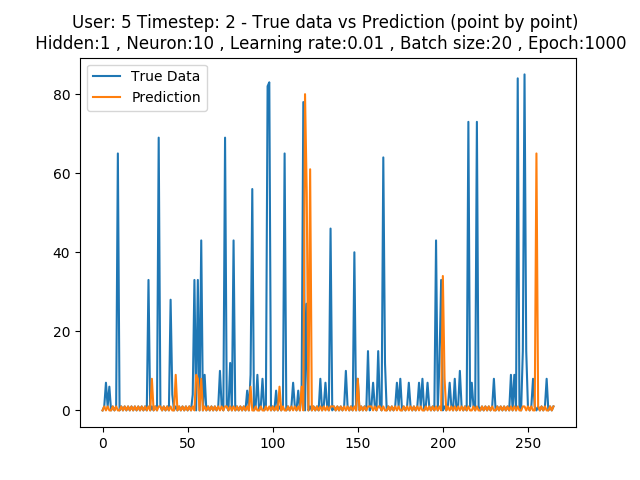 User: 5 Timestep: 2 - True data vs Prediction (point by point)
Hidden:1 , Neuron:10 , Learning rate:0.01 , Batch size:20 , Epoch:1000
True Data
Prediction
80
60
40
20
0
0 50 100 150 200 250